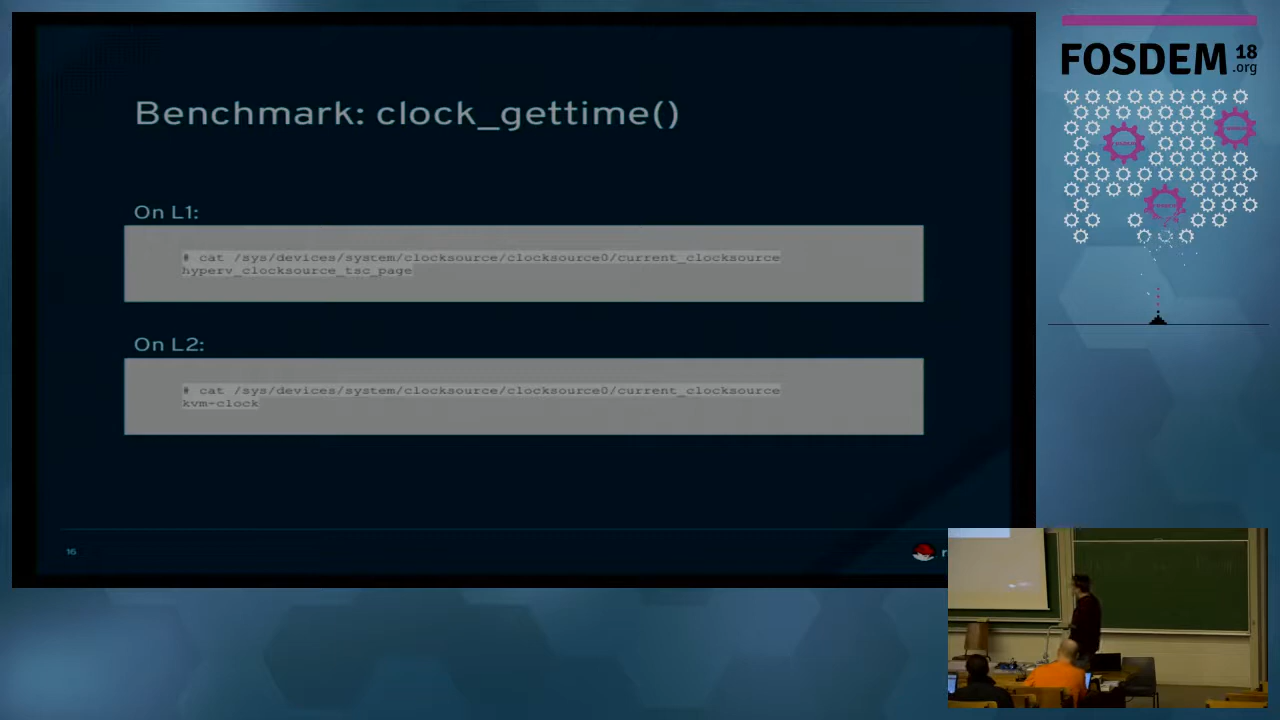 Benchmark: clock_gettime()
On L1:
# cat /sys/devices/system/clocksource/clocksource0/current_clocksource
hyperv_clocksource_tsc_page
On L2:
# cat /sys/devices/system/clocksource/clocksource0/current_clocksource
kvm-clock
16
r
FOSDEM 18
.org